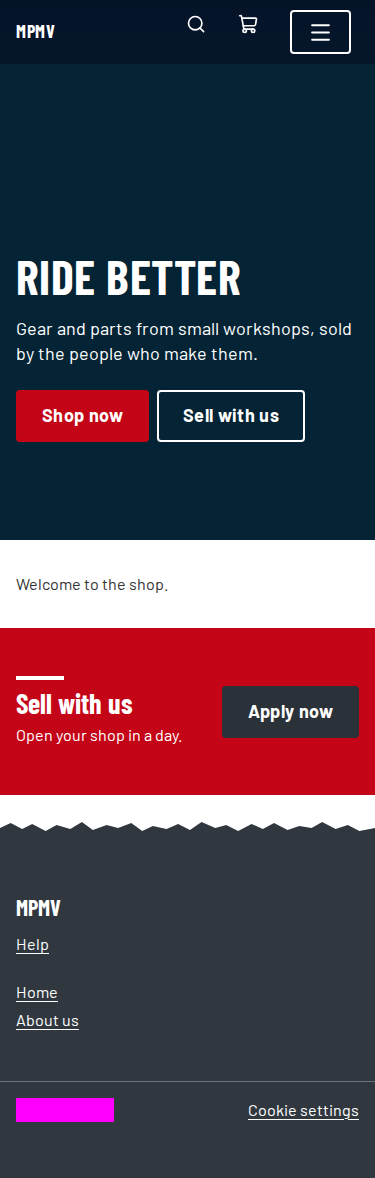 MPMV
RIDE BETTER
Gear and parts from small workshops, sold
by the people who make them.
Shop now
Sell with us
Welcome to the shop.
Sell with us
Open your shop in a day.
Apply now
MPMV
Help
Home
About us
Cookie settings